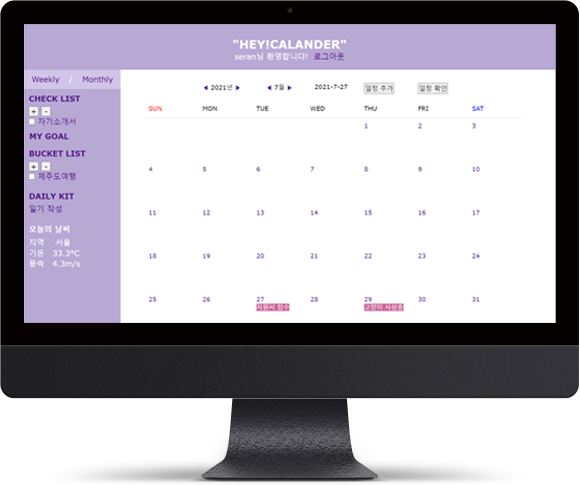 "HEY!CALANDER"
seran님 환영합니다! 로그아웃
Weekly / Monthly
CHECK LIST
+ -
자기소개서
MY GOAL
BUCKET LIST
+ -
제주도여행
DAILY KIT
일기 작성
오늘의 날씨
지역 서울
기온 33.3°C
풍속 4.3m/s
◀ 2021년 ▶ ◀ 7월 ▶ 2021-7-27 일정 추가 일정 확인
SUN MON TUE WED THU FRI SAT
1 2 3
4 5 6 7 8 9 10
11 12 13 14 15 16 17
18 19 20 21 22 23 24
25 26 27 28 29 30 31